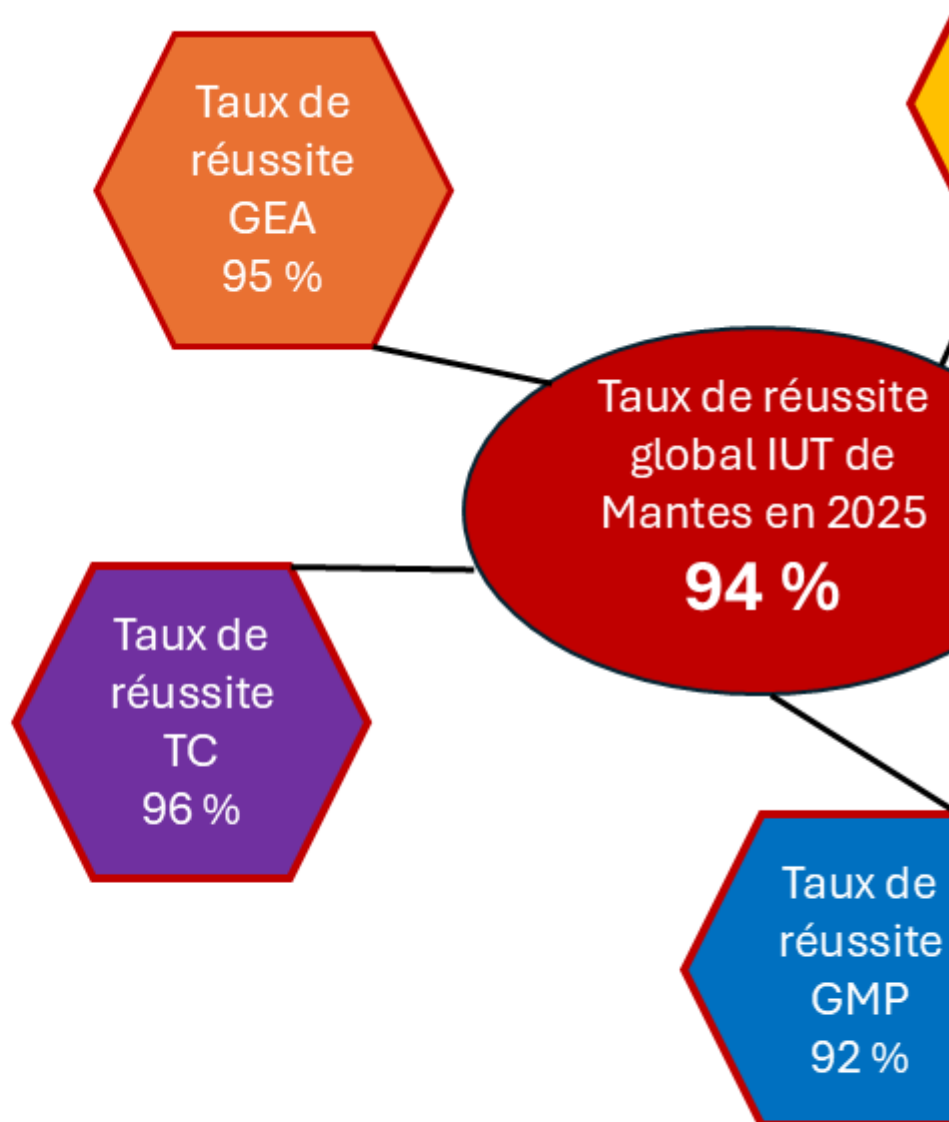 Taux de
réussite
GEA
95 %
Taux de réussite
global IUT de
Mantes en 2025
94 %
Taux de
réussite
TC
96 %
Taux de
réussite
GMP
92 %